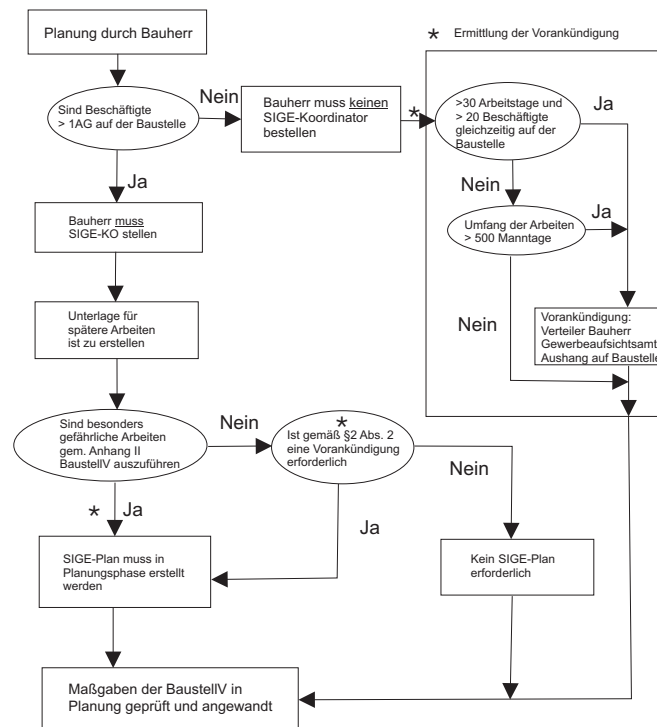 Planung durch Bauherr
* Ermittlung der Vorankündigung
Sind Beschäftigte
> 1AG auf der Baustelle
Nein
Bauherr muss keinen
SIGE-Koordinator
bestellen
*
>30 Arbeitstage und
> 20 Beschäftigte
gleichzeitig auf der
Baustelle
Ja
Ja
Nein
Bauherr muss
SIGE-KO stellen
Umfang der Arbeiten
> 500 Manntage
Ja
Nein
Unterlage für
spätere Arbeiten
ist zu erstellen
Vorankündigung:
Verteiler Bauherr
Gewerbeaufsichtsamt
Aushang auf Baustelle
Sind besonders
gefährliche Arbeiten
gem. Anhang II
BaustellV auszuführen
Nein
*
Ist gemäß §2 Abs. 2
eine Vorankündigung
erforderlich
Nein
* Ja
Ja
SIGE-Plan muss in
Planungsphase erstellt
werden
Kein SIGE-Plan
erforderlich
Maßgaben der BaustellV in
Planung geprüft und angewandt